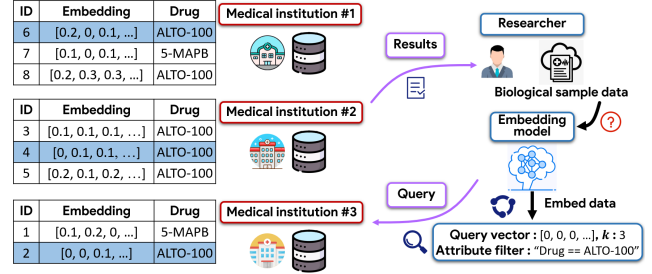 ID Embedding Drug
6 [0.2, 0, 0.1, ...] ALTO-100
7 [0.1, 0, 0.1, ...] 5-MAPB
8 [0.2, 0.3, 0.3, ...] ALTO-100
Medical institution #1
ID Embedding Drug
3 [0.1, 0.1, 0.1, ...] ALTO-100
4 [0, 0.1, 0.1, ...] ALTO-100
5 [0.2, 0.1, 0.2, ...] ALTO-100
Medical institution #2
ID Embedding Drug
1 [0.1, 0.2, 0, ...] 5-MAPB
2 [0, 0, 0.1, ...] ALTO-100
Medical institution #3
Results
Query
Researcher
Biological sample data
Embedding
model
?
Embed data
Query vector : [0, 0, 0, ...], k : 3
Attribute filter : “Drug == ALTO-100”